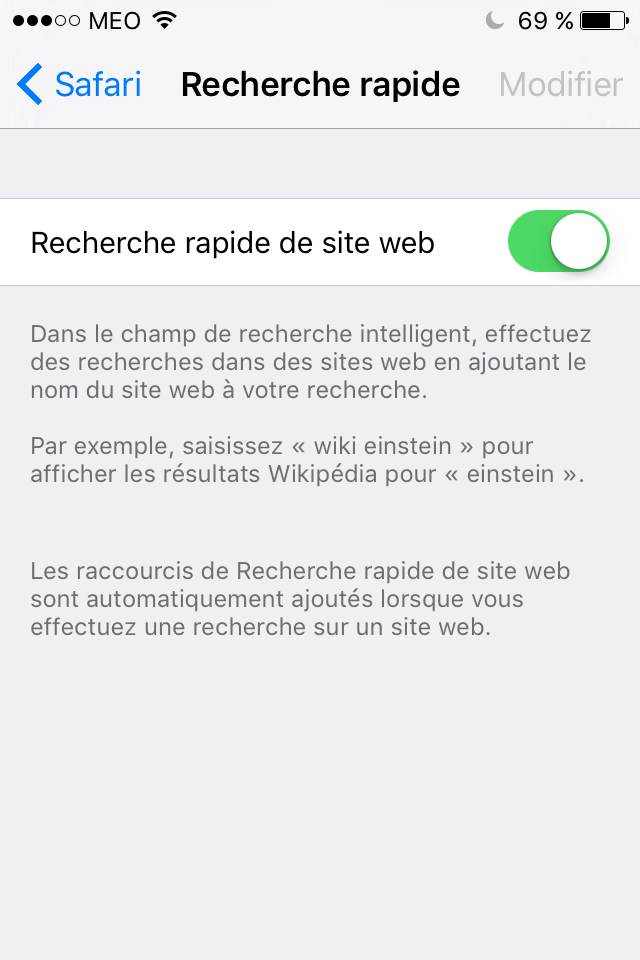 MEO 69 %
Safari Recherche rapide Modifier
Recherche rapide de site web
Dans le champ de recherche intelligent, effectuez
des recherches dans des sites web en ajoutant le
nom du site web à votre recherche.
Par exemple, saisissez « wiki einstein » pour
afficher les résultats Wikipédia pour « einstein ».
Les raccourcis de Recherche rapide de site web
sont automatiquement ajoutés lorsque vous
effectuez une recherche sur un site web.